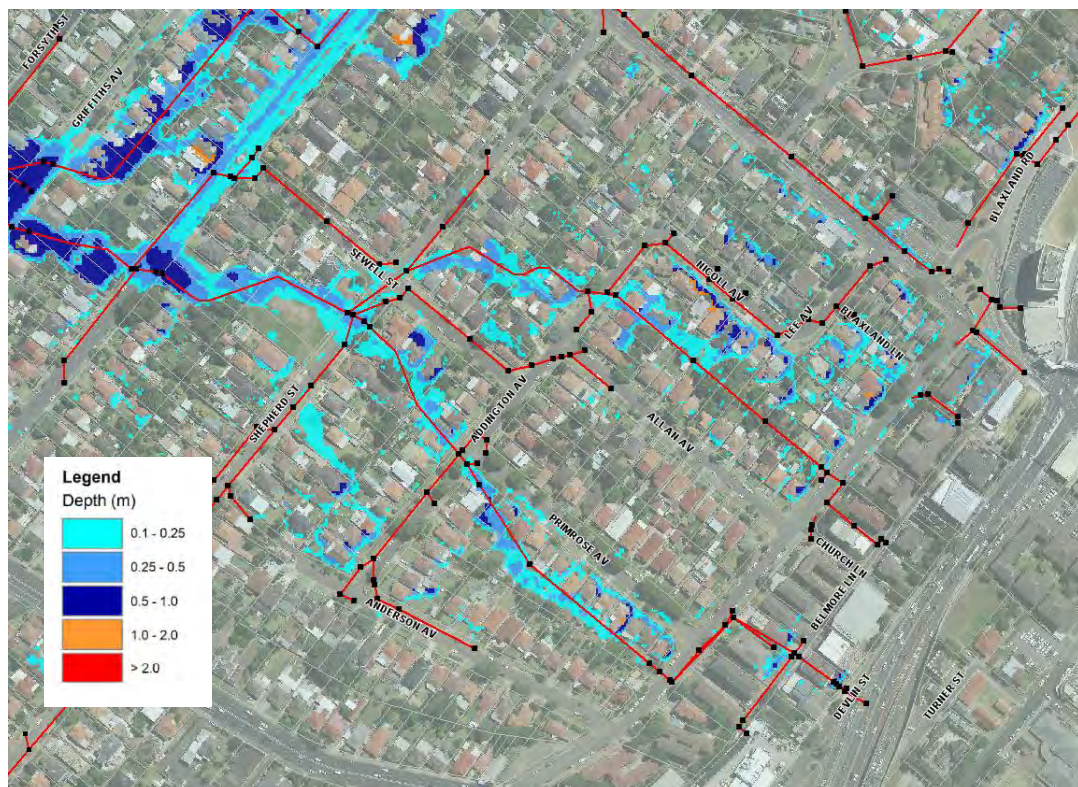 FORSYTH ST
GRIFFITHS AV
BLAXLAND RD
SEWELL ST
NICOLL AV
LEE AV
BLAXLAND LN
SHEPHERD ST
ADDINGTON AV
ALLAN AV
PRIMROSE AV
CHURCH LN
BELMORE LN
ANDERSON AV
DEVLIN ST
TURNER ST
Legend
Depth (m)
0.1 - 0.25
0.25 - 0.5
0.5 - 1.0
1.0 - 2.0
> 2.0